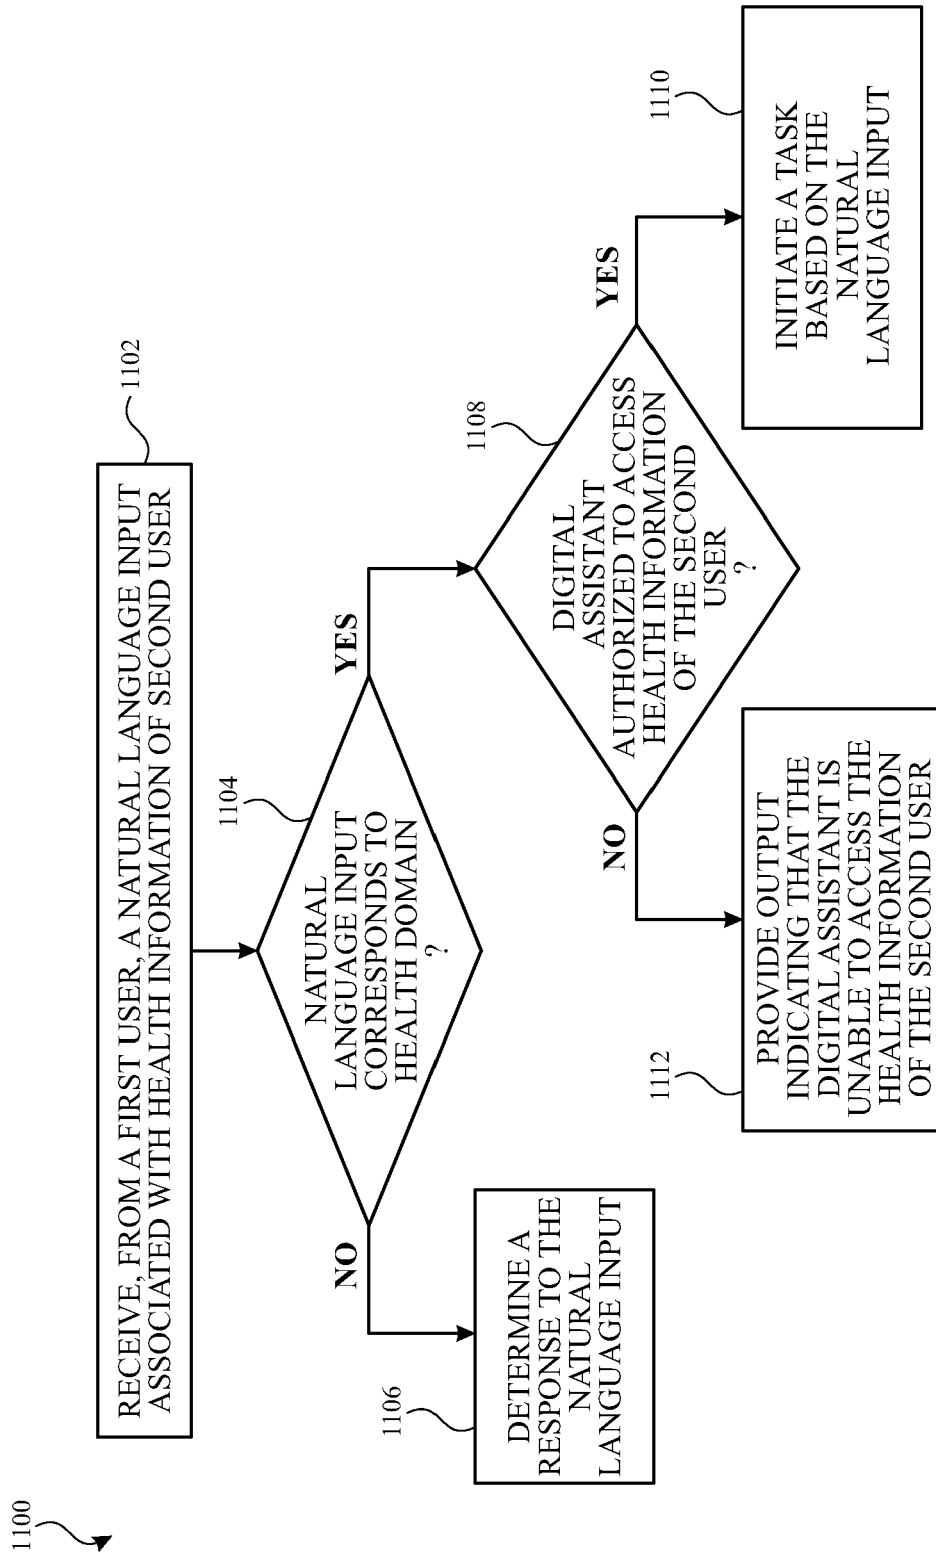 1100
RECEIVE, FROM A FIRST USER, A NATURAL LANGUAGE INPUT
ASSOCIATED WITH HEALTH INFORMATION OF SECOND USER
1102
NATURAL
LANGUAGE INPUT
CORRESPONDS TO
HEALTH DOMAIN
?
1104
NO
YES
DETERMINE A
RESPONSE TO THE
NATURAL
LANGUAGE INPUT
1106
DIGITAL
ASSISTANT
AUTHORIZED TO ACCESS
HEALTH INFORMATION
OF THE SECOND
USER
?
1108
NO
YES
PROVIDE OUTPUT
INDICATING THAT THE
DIGITAL ASSISTANT IS
UNABLE TO ACCESS THE
HEALTH INFORMATION
OF THE SECOND USER
1112
INITIATE A TASK
BASED ON THE
NATURAL
LANGUAGE INPUT
1110